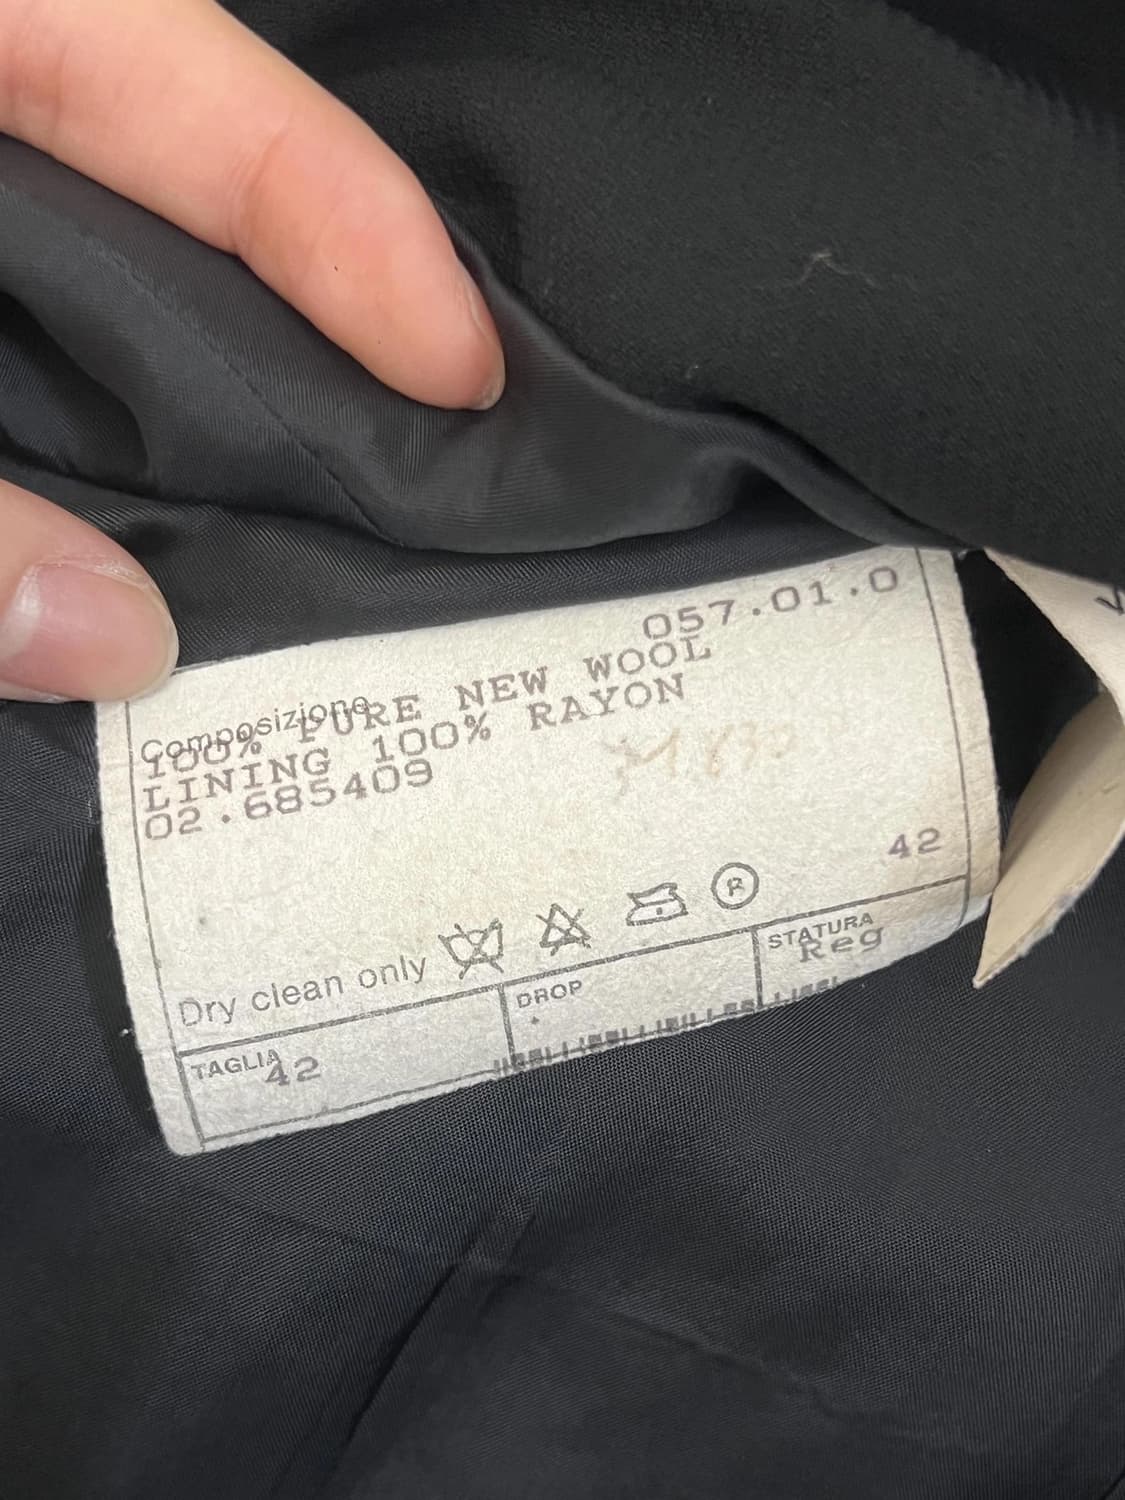 057.01.0
Composizione
100% PURE NEW WOOL
LINING 100% RAYON
02.685409
42
Dry clean only
R
TAGLIA 42
DROP
STATURA Reg